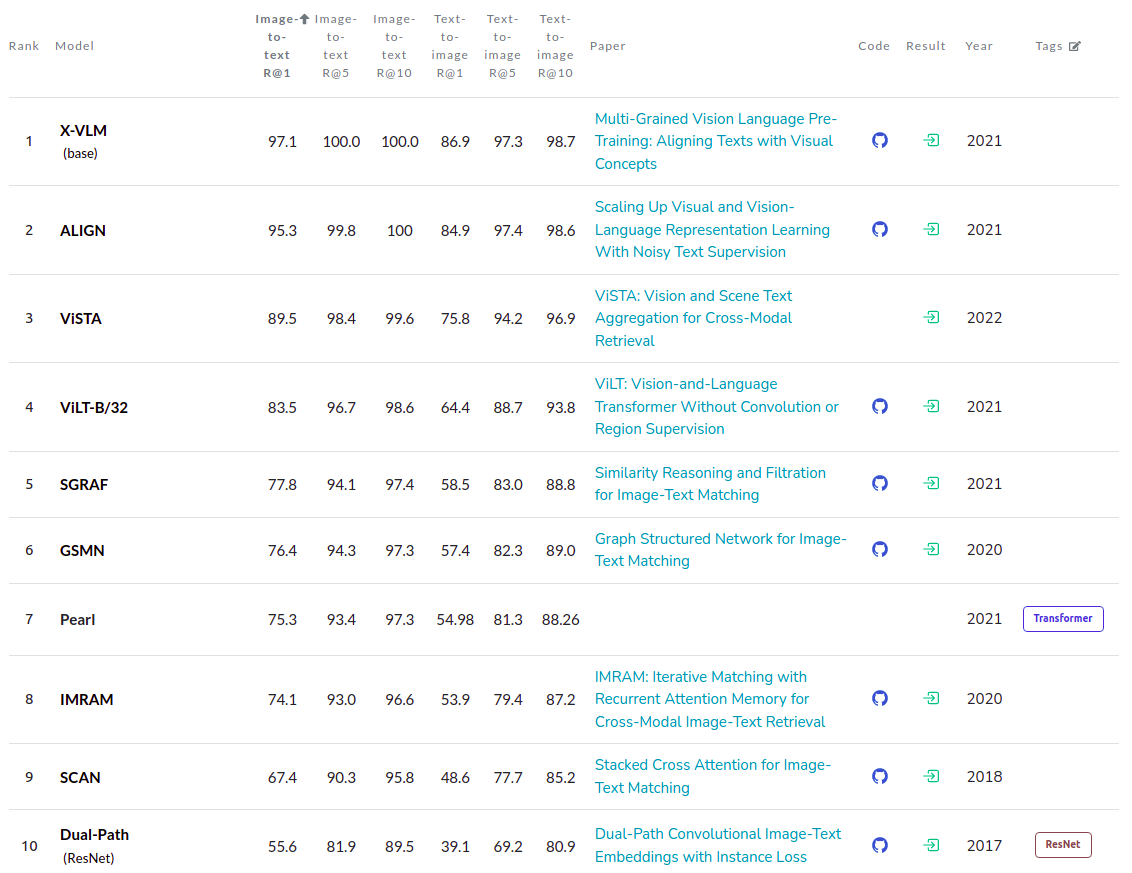 Rank Model Image-to-text R@1 Image-to-text R@5 Image-to-text R@10 Text-to-image R@1 Text-to-image R@5 Text-to-image R@10 Paper Code Result Year Tags
1 X-VLM (base) 97.1 100.0 100.0 86.9 97.3 98.7 Multi-Grained Vision Language Pre-
Training: Aligning Texts with Visual
Concepts 2021
2 ALIGN 95.3 99.8 100 84.9 97.4 98.6 Scaling Up Visual and Vision-
Language Representation Learning
With Noisy Text Supervision 2021
3 ViSTA 89.5 98.4 99.6 75.8 94.2 96.9 ViSTA: Vision and Scene Text
Aggregation for Cross-Modal
Retrieval 2022
4 ViLT-B/32 83.5 96.7 98.6 64.4 88.7 93.8 ViLT: Vision-and-Language
Transformer Without Convolution or
Region Supervision 2021
5 SGRAF 77.8 94.1 97.4 58.5 83.0 88.8 Similarity Reasoning and Filtration
for Image-Text Matching 2021
6 GSMN 76.4 94.3 97.3 57.4 82.3 89.0 Graph Structured Network for Image-
Text Matching 2020
7 Pearl 75.3 93.4 97.3 54.98 81.3 88.26 2021 Transformer
8 IMRAM 74.1 93.0 96.6 53.9 79.4 87.2 IMRAM: Iterative Matching with
Recurrent Attention Memory for
Cross-Modal Image-Text Retrieval 2020
9 SCAN 67.4 90.3 95.8 48.6 77.7 85.2 Stacked Cross Attention for Image-
Text Matching 2018
10 Dual-Path (ResNet) 55.6 81.9 89.5 39.1 69.2 80.9 Dual-Path Convolutional Image-Text
Embeddings with Instance Loss 2017 ResNet